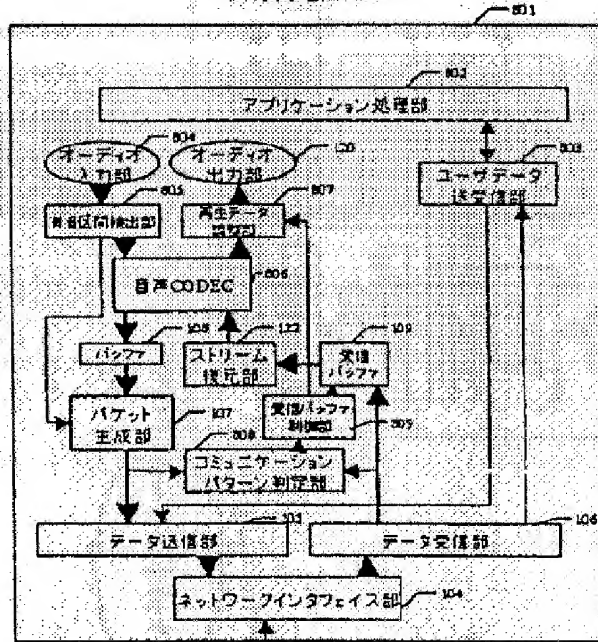 801
802
アプリケーション処理部
804
オーディオ
入力部
120
オーディオ
出力部
803
ユーザデータ
送受信部
805
有音区間検出部
807
再生データ
調整部
806
音声CODEC
108
バッファ
122
ストリーム
復元部
109
受信
バッファ
107
パケット
生成部
受信バッファ
制御部
808
コミュニケーション
パターン判定部
データ送信部
106
データ受信部
104
ネットワークインタフェイス部